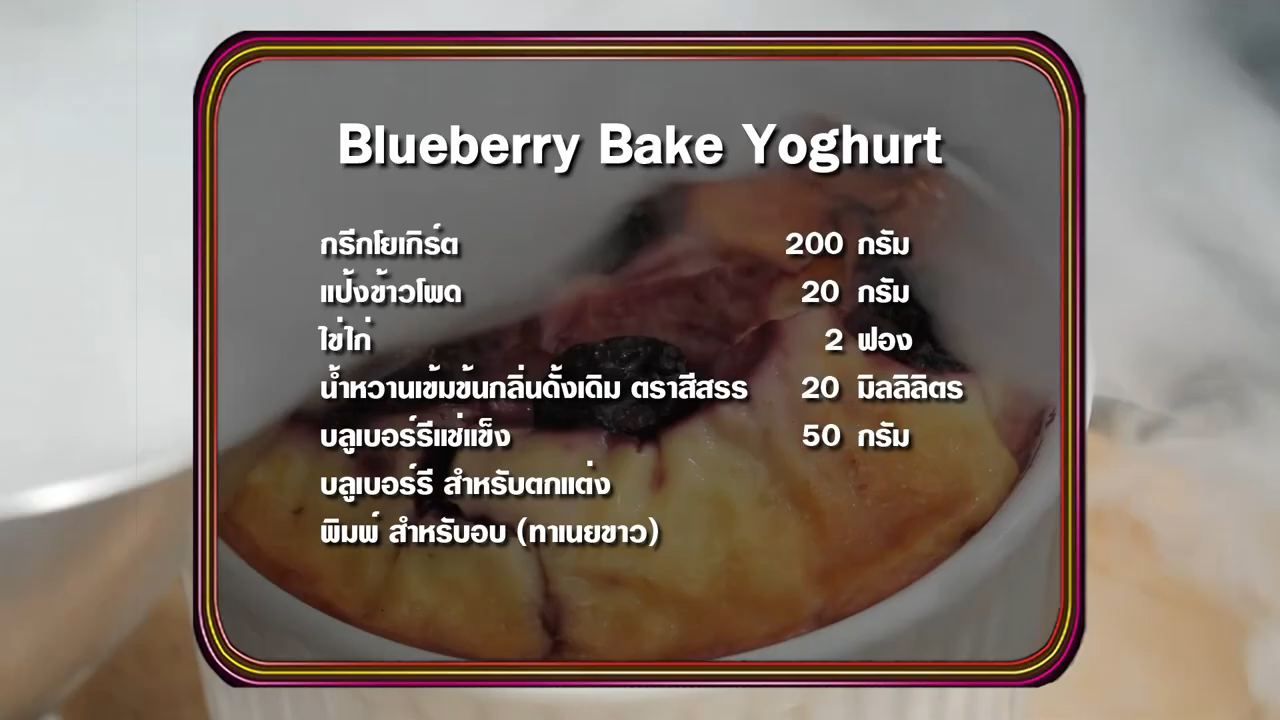 Blueberry Bake Yoghurt
กรีกโยเกิร์ต 200 กรัม
แป้งข้าวโพด 20 กรัม
ไข่ไก่ 2 ฟอง
น้ำหวานเข้มข้นกลิ่นดั้งเดิม ตราสีสรร 20 มิลลิลิตร
บลูเบอร์รีแช่แข็ง 50 กรัม
บลูเบอร์รี สำหรับตกแต่ง
พิมพ์ สำหรับอบ (ทาเนยขาว)